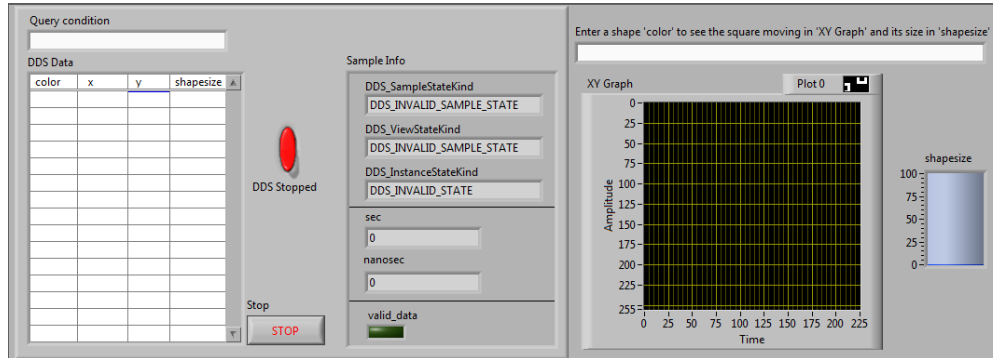 Query condition
DDS Data
color x y shapesize
DDS Stopped
Stop
STOP
Sample Info
DDS_SampleStateKind
DDS_INVALID_SAMPLE_STATE
DDS_ViewStateKind
DDS_INVALID_SAMPLE_STATE
DDS_InstanceStateKind
DDS_INVALID_STATE
sec
0
nanosec
0
valid_data
Enter a shape 'color' to see the square moving in 'XY Graph' and its size in 'shapesize'
XY Graph
Plot 0
0
25
50
75
100
125
150
175
200
225
255
Amplitude
0 25 50 75 100 125 150 175 200 225
Time
shapesize
100
75
50
25
0